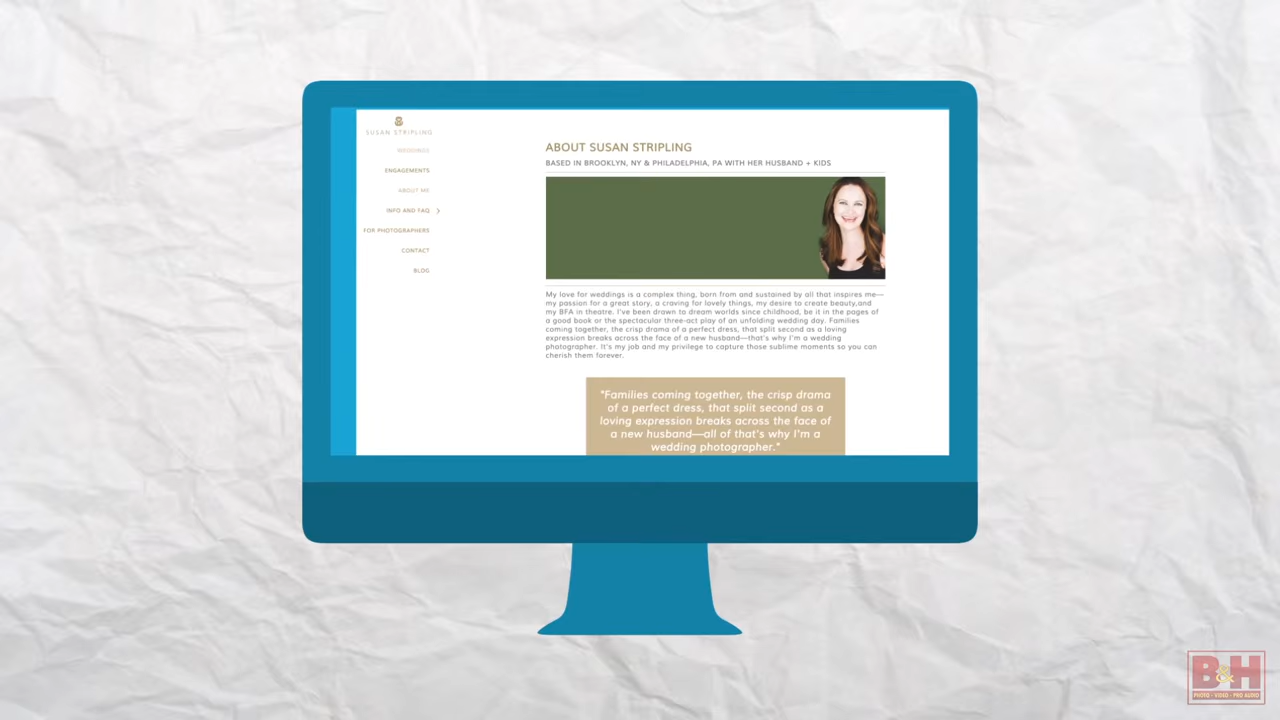 SUSAN STRIPLING
WEDDINGS
ENGAGEMENTS
ABOUT ME
INFO AND FAQ >
FOR PHOTOGRAPHERS
CONTACT
BLOG
ABOUT SUSAN STRIPLING
BASED IN BROOKLYN, NY & PHILADELPHIA, PA WITH HER HUSBAND + KIDS
My love for weddings is a complex thing, born from and sustained by all that inspires me—
my passion for a great story, a craving for lovely things, my desire to create beauty,and
my BFA in theatre. I've been drawn to dream worlds since childhood, be it in the pages of
a good book or the spectacular three-act play of an unfolding wedding day. Families
coming together, the crisp drama of a perfect dress, that split second as a loving
expression breaks across the face of a new husband—that's why I'm a wedding
photographer. It's my job and my privilege to capture those sublime moments so you can
cherish them forever.
"Families coming together, the crisp drama
of a perfect dress, that split second as a
loving expression breaks across the face of
a new husband—all of that's why I'm a
wedding photographer."
B&H
PHOTO • VIDEO • PRO AUDIO